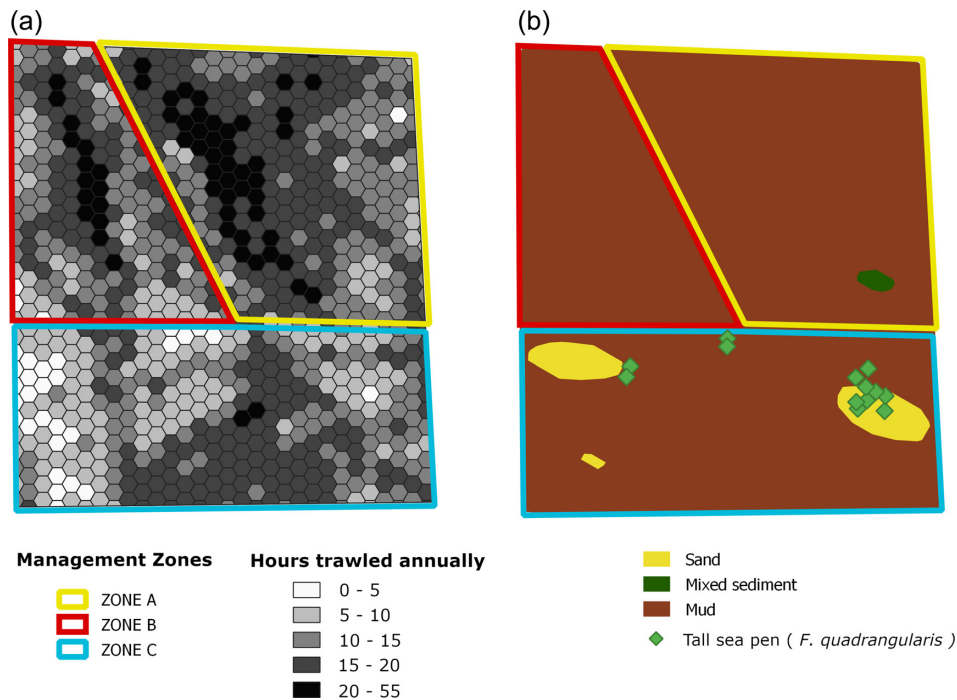 (a)
(b)
Management Zones
ZONE A
ZONE B
ZONE C
Hours trawled annually
0 - 5
5 - 10
10 - 15
15 - 20
20 - 55
Sand
Mixed sediment
Mud
Tall sea pen ( F. quadrangularis )